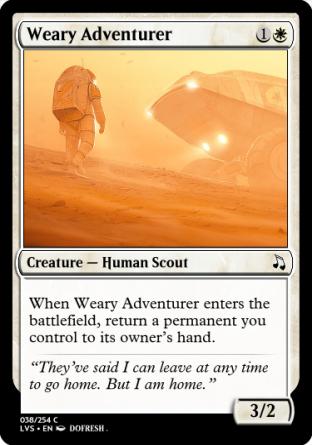 Weary Adventurer 1
Creature — Human Scout
When Weary Adventurer enters the
battlefield, return a permanent you
control to its owner's hand.
“They've said I can leave at any time
to go home. But I am home.”
3/2
038/254 C
LVS • EN DOFRESH .